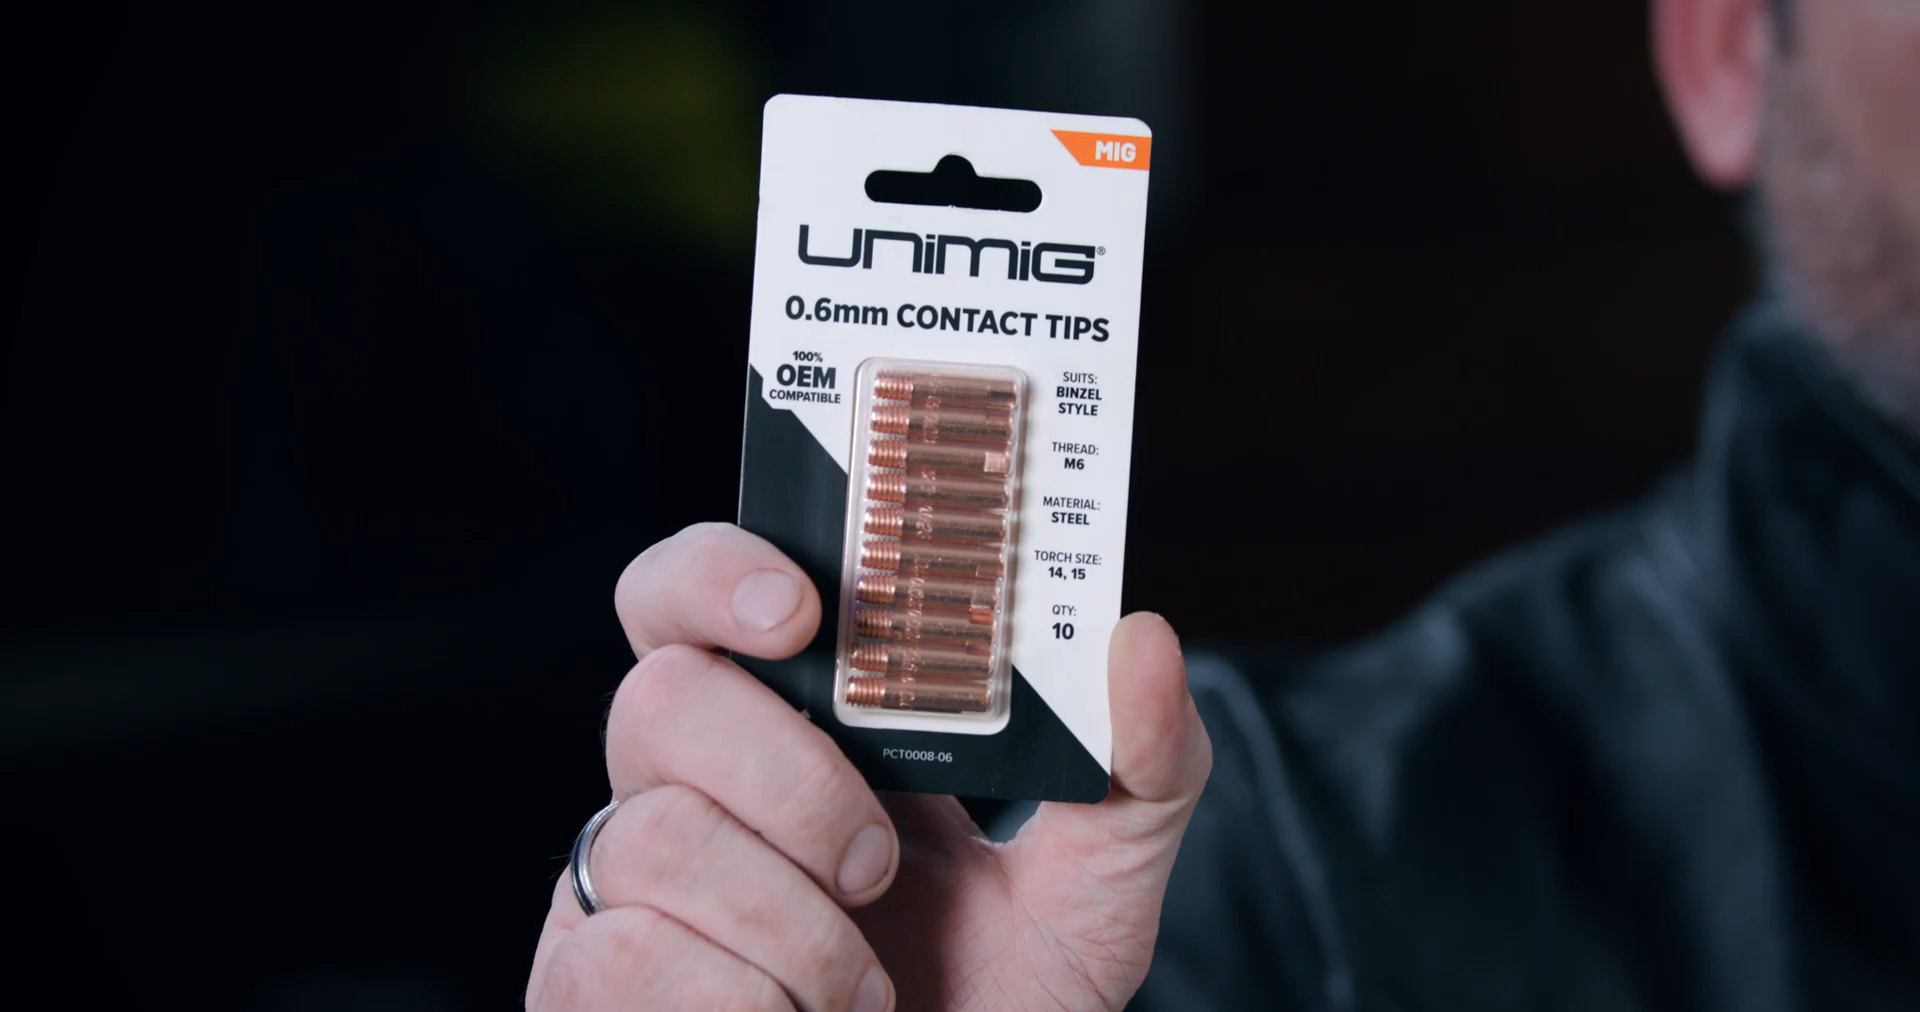 MIG
UNIMIG®
0.6mm CONTACT TIPS
100%
OEM
COMPATIBLE
SUITS:
BINZEL
STYLE
THREAD:
M6
MATERIAL:
STEEL
TORCH SIZE:
14, 15
QTY:
10
PCT0008-06